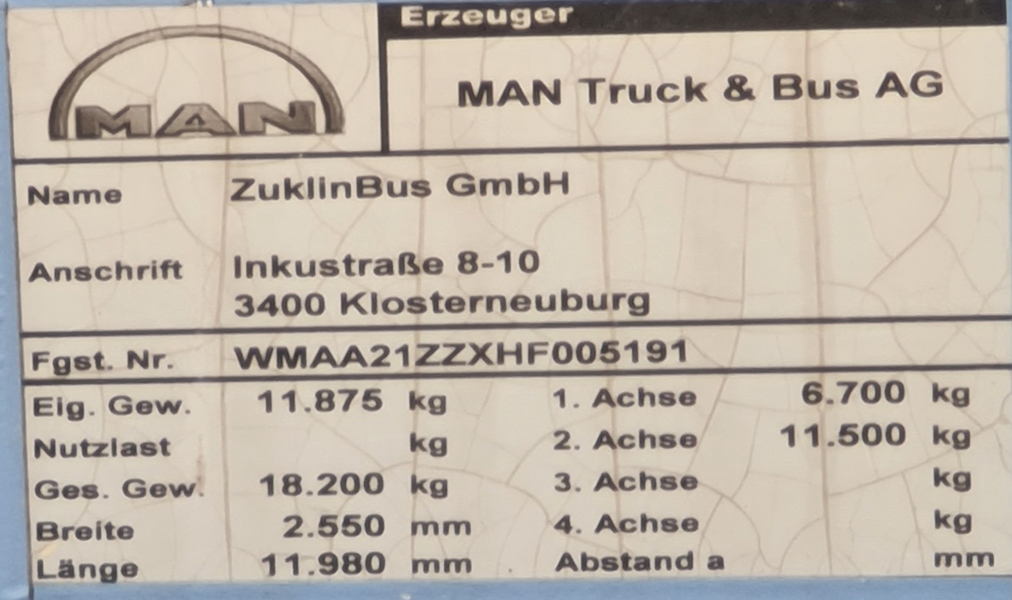 Erzeuger
MAN
MAN Truck & Bus AG
Name ZuklinBus GmbH
Anschrift Inkustraße 8-10
3400 Klosterneuburg
Fgst. Nr. WMAA21ZZXHF005191
Eig. Gew. 11.875 kg 1. Achse 6.700 kg
Nutzlast kg 2. Achse 11.500 kg
Ges. Gew. 18.200 kg 3. Achse kg
Breite 2.550 mm 4. Achse kg
Länge 11.980 mm Abstand a mm